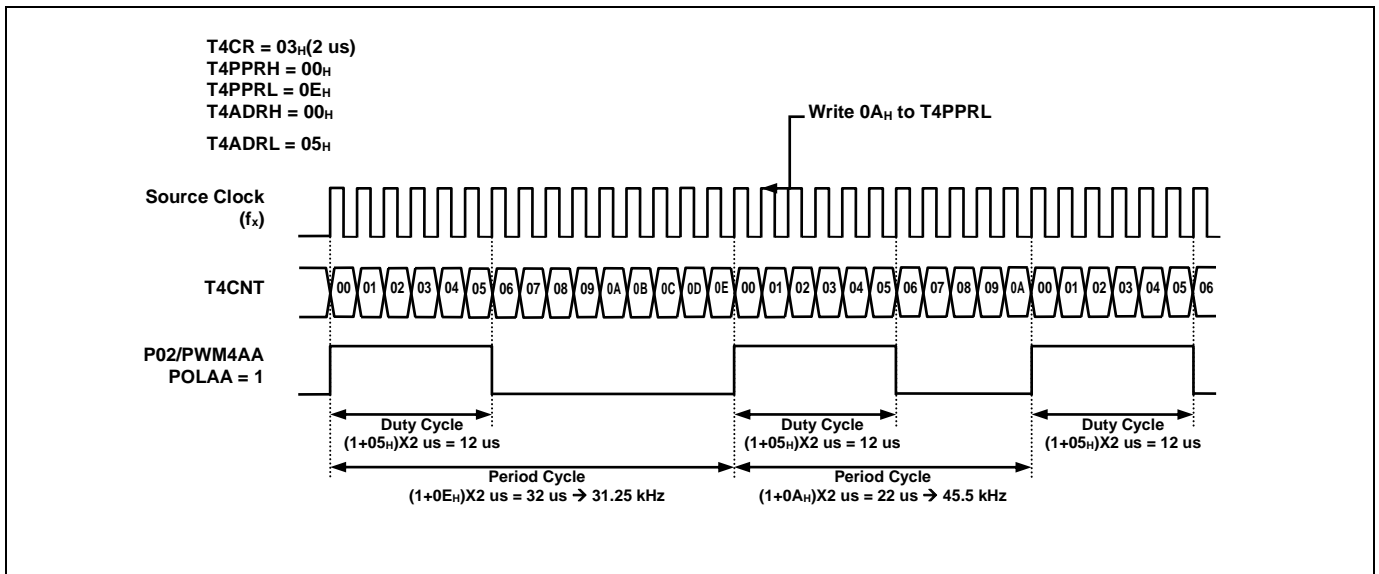 T4CR = 03H(2 us)
T4PPRH = 00H
T4PPRL = 0EH
T4ADRH = 00H
T4ADRL = 05H
Write 0AH to T4PPRL
Source Clock
(fx)
T4CNT
00 01 02 03 04 05 06 07 08 09 0A 0B 0C 0D 0E 00 01 02 03 04 05 06 07 08 09 0A 00 01 02 03 04 05 06
P02/PWM4AA
POLAA = 1
Duty Cycle
(1+05H)X2 us = 12 us
Duty Cycle
(1+05H)X2 us = 12 us
Duty Cycle
(1+05H)X2 us = 12 us
Period Cycle
(1+0EH)X2 us = 32 us → 31.25 kHz
Period Cycle
(1+0AH)X2 us = 22 us → 45.5 kHz